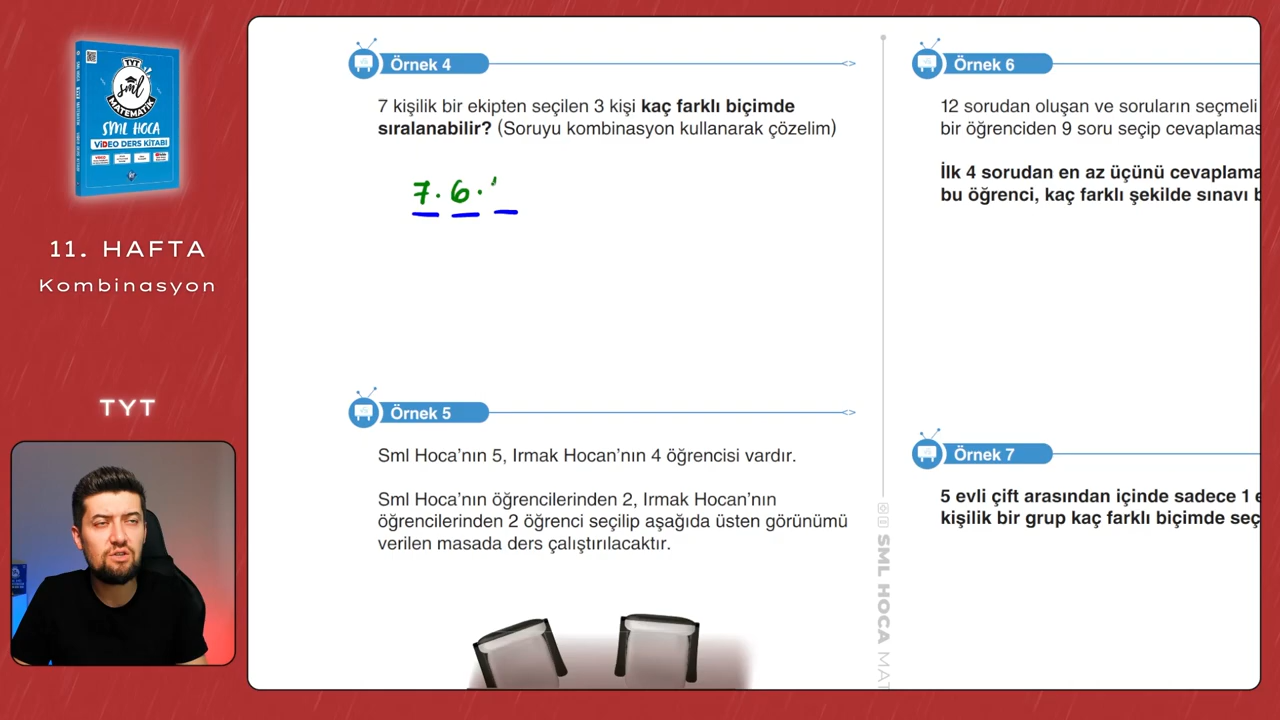 TYT
sml
MATEMATİK
SML HOCA
VİDEO DERS KİTABI
11. HAFTA
Kombinasyon
TYT
Örnek 4
7 kişilik bir ekipten seçilen 3 kişi kaç farklı biçimde
sıralanabilir? (Soruyu kombinasyon kullanarak çözelim)
7 · 6 ·
Örnek 5
Sml Hoca'nın 5, Irmak Hocan'nın 4 öğrencisi vardır.
Sml Hoca'nın öğrencilerinden 2, Irmak Hocan'nın
öğrencilerinden 2 öğrenci seçilip aşağıda üsten görünümü
verilen masada ders çalıştırılacaktır.
SML HOCA MAT
Örnek 6
12 sorudan oluşan ve soruların seçmeli
bir öğrenciden 9 soru seçip cevaplamas
İlk 4 sorudan en az üçünü cevaplama
bu öğrenci, kaç farklı şekilde sınavı b
Örnek 7
5 evli çift arasından içinde sadece 1 e
kişilik bir grup kaç farklı biçimde seç